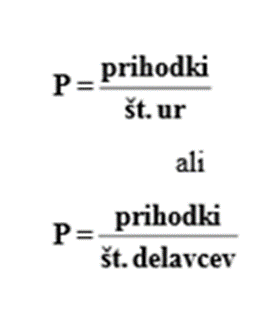 P = prihodki
št. ur
ali
P = prihodki
št. delavcev